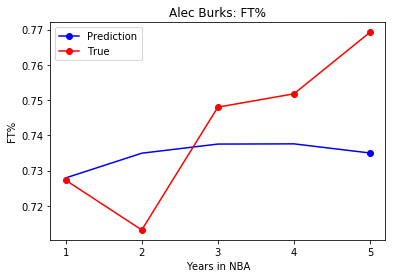 Alec Burks: FT%
Prediction
True
0.77
0.76
0.75
0.74
0.73
0.72
FT%
1 2 3 4 5
Years in NBA